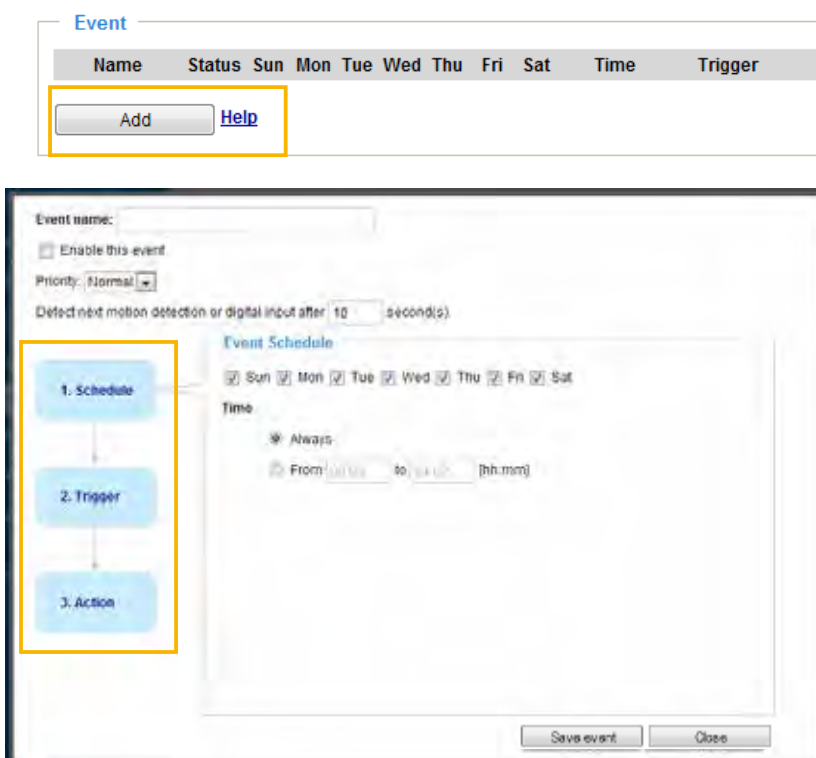 Event
Name Status Sun Mon Tue Wed Thu Fri Sat Time Trigger
Add Help
Event name:
Enable this event
Priority: Normal
Detect next motion detection or digital input after 10 second(s).
Event Schedule
1. Schedule
Sun Mon Tue Wed Thu Fri Sat
Time
Always
From to [hh:mm]
2. Trigger
3. Action
Save event Close